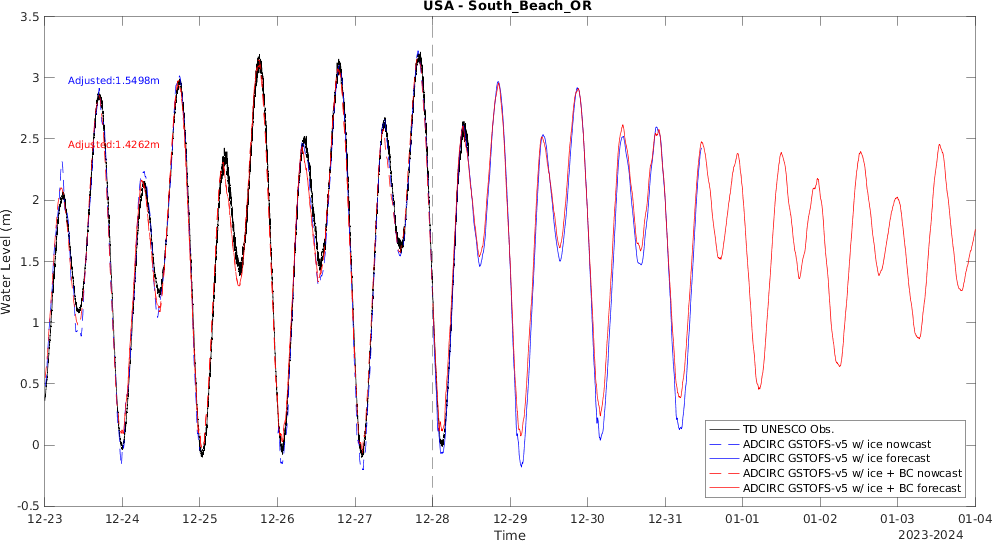 USA - South_Beach_OR
3.5
3
2.5
2
1.5
1
0.5
0
-0.5
Water Level (m)
Adjusted:1.5498m
Adjusted:1.4262m
TD UNESCO Obs.
ADCIRC GSTOFS-v5 w/ ice nowcast
ADCIRC GSTOFS-v5 w/ ice forecast
ADCIRC GSTOFS-v5 w/ ice + BC nowcast
ADCIRC GSTOFS-v5 w/ ice + BC forecast
12-23 12-24 12-25 12-26 12-27 12-28 12-29 12-30 12-31 01-01 01-02 01-03 01-04
Time
2023-2024